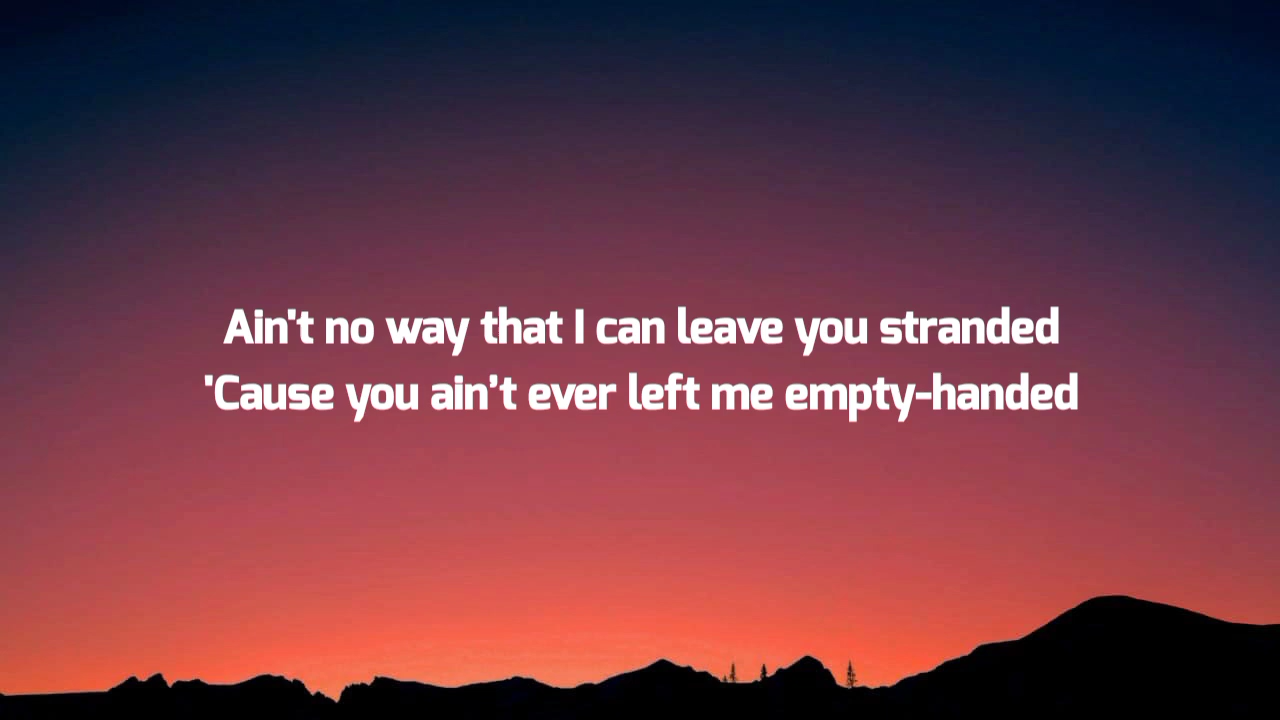 Ain't no way that I can leave you stranded
'Cause you ain’t ever left me empty-handed